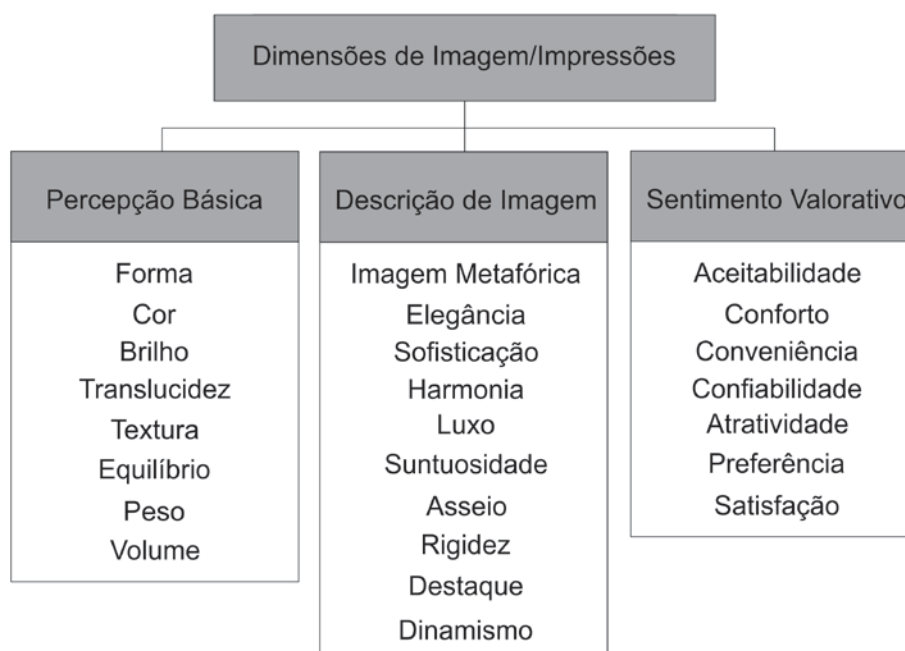 Dimensões de Imagem/Impressões
Percepção Básica
Forma
Cor
Brilho
Translucidez
Textura
Equilíbrio
Peso
Volume
Descrição de Imagem
Imagem Metafórica
Elegância
Sofisticação
Harmonia
Luxo
Suntuosidade
Asseio
Rigidez
Destaque
Dinamismo
Sentimento Valorativo
Aceitabilidade
Conforto
Conveniência
Confiabilidade
Atratividade
Preferência
Satisfação